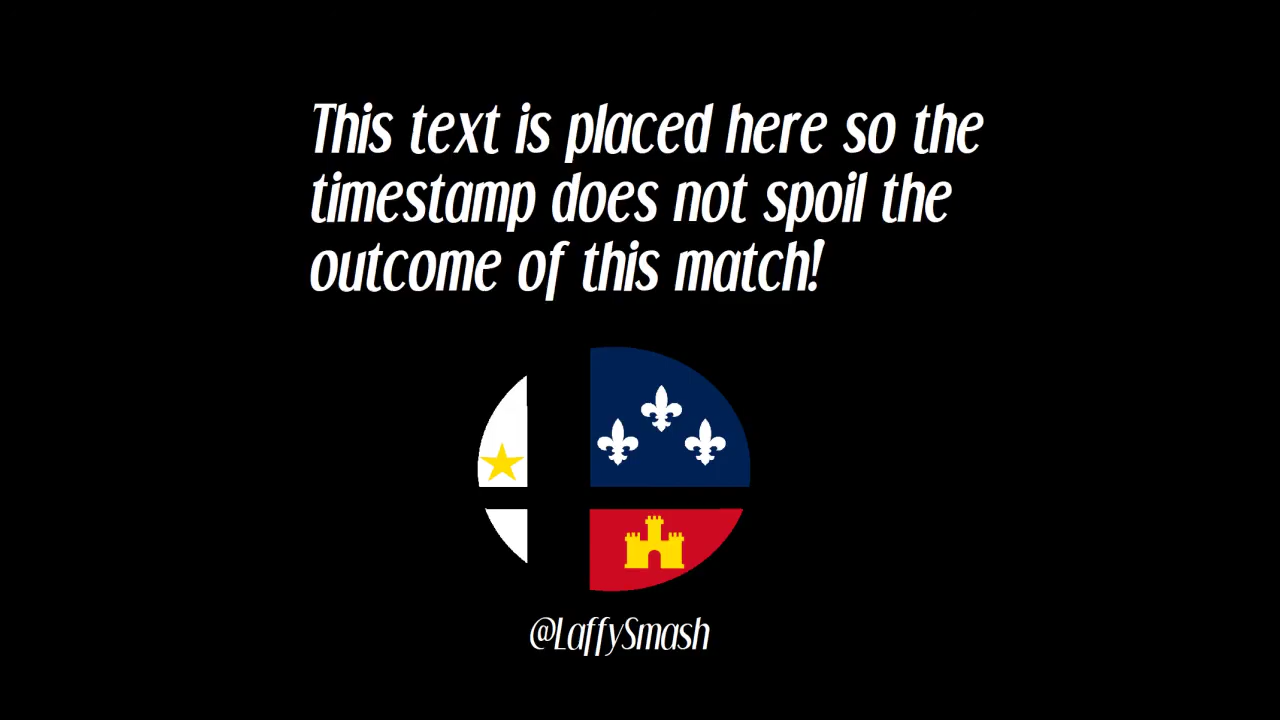 This text is placed here so the
timestamp does not spoil the
outcome of this match!
@LaffySmash